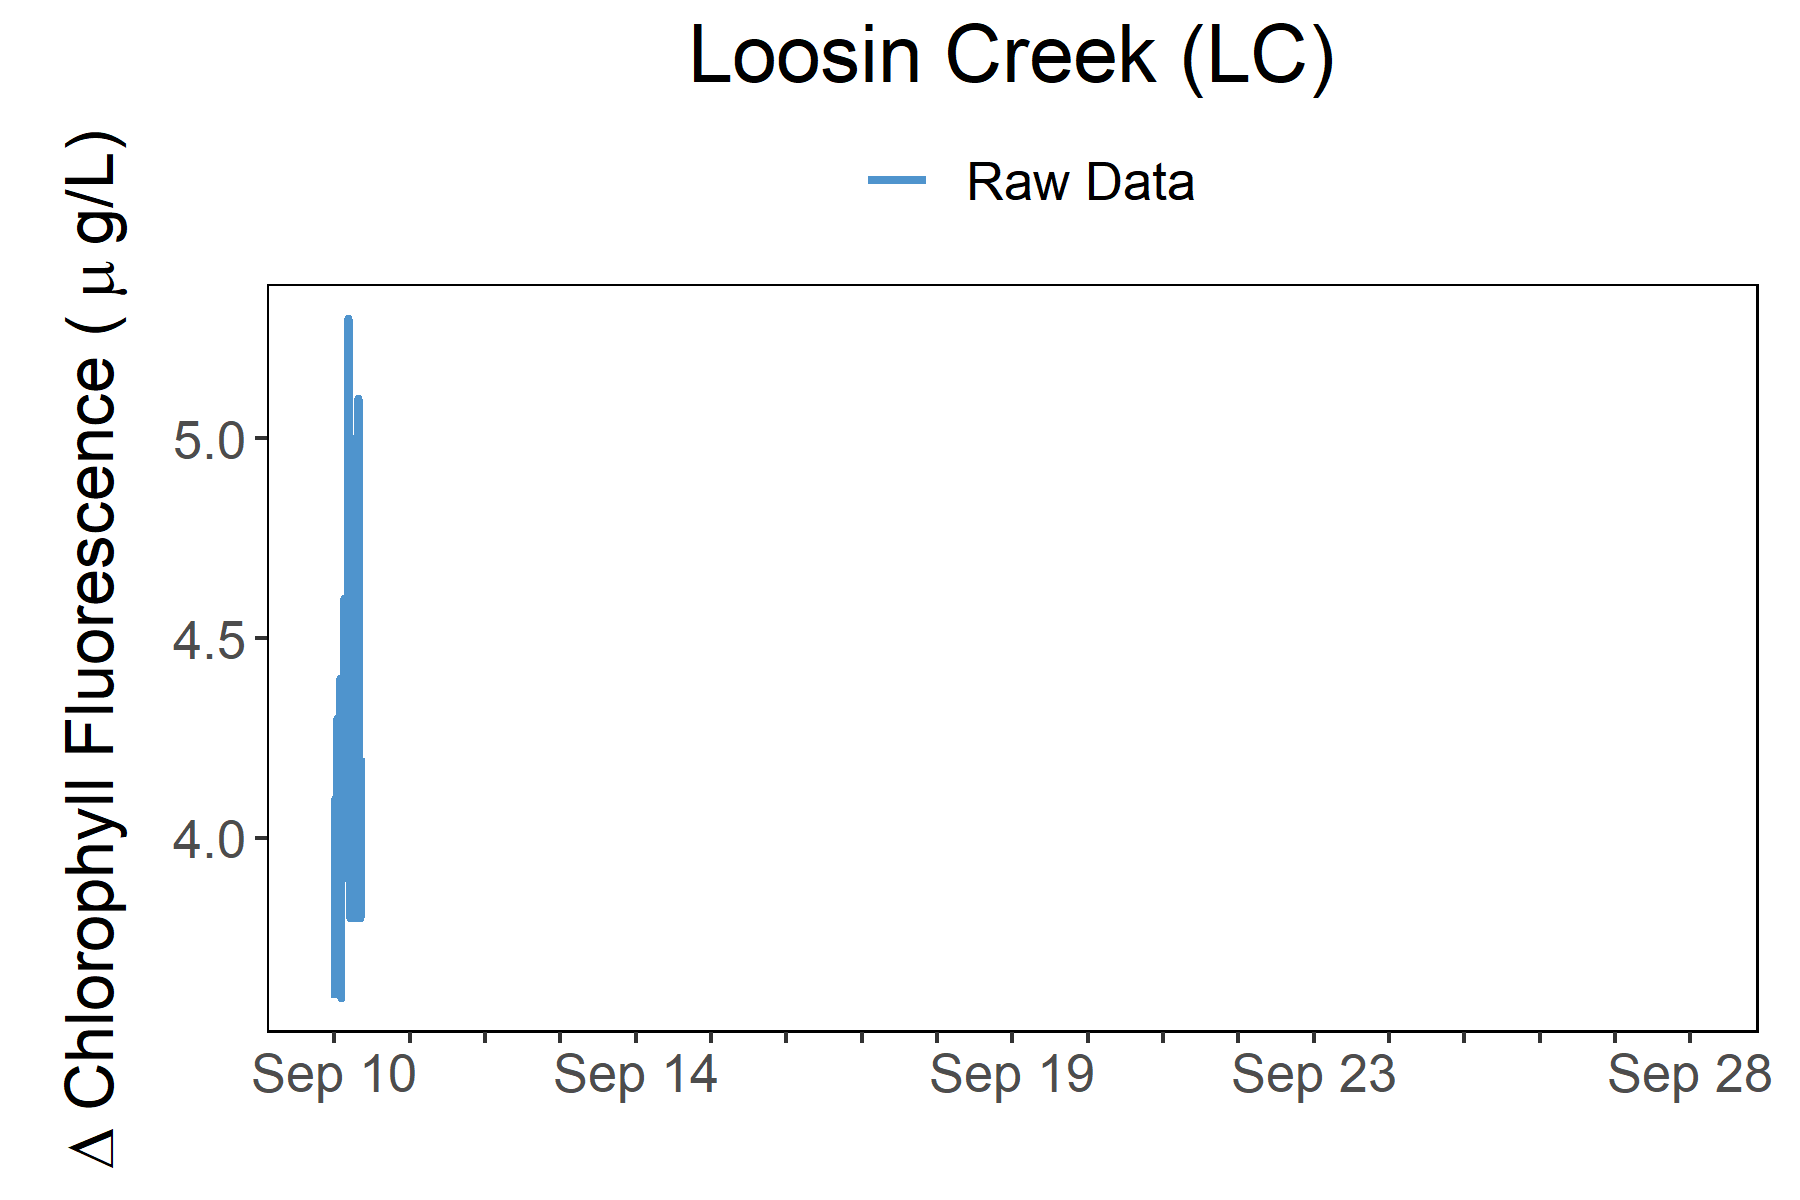 Loosin Creek (LC)
Raw Data
Δ Chlorophyll Fluorescence ( μ g/L)
5.0
4.5
4.0
Sep 10 Sep 14 Sep 19 Sep 23 Sep 28